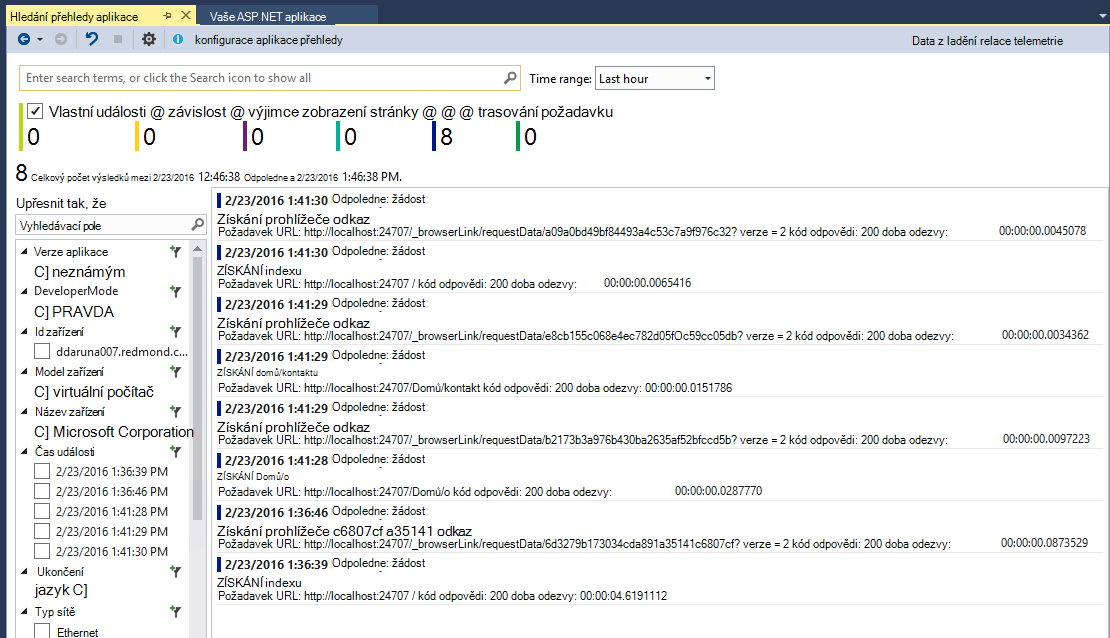 Hledání přehledy aplikace
Vaše ASP.NET aplikace
konfigurace aplikace přehledy
Data z ladění relace telemetrie
Enter search terms, or click the Search icon to show all
Time range: Last hour
Vlastní události @ závislost @ výjimce zobrazení stránky @ @ @ trasování požadavku
0 0 0 0 8 0
8 Celkový počet výsledků mezi 2/23/2016 12:46:38 Odpoledne a 2/23/2016 1:46:38 PM.
Upřesnit tak, že
Vyhledávací pole
Verze aplikace
C] neznámým
DeveloperMode
C] PRAVDA
Id zařízení
ddaruna007.redmond.c...
Model zařízení
C] virtuální počítač
Název zařízení
C] Microsoft Corporation
Čas události
2/23/2016 1:36:39 PM
2/23/2016 1:36:46 PM
2/23/2016 1:41:28 PM
2/23/2016 1:41:29 PM
2/23/2016 1:41:30 PM
Ukončení
jazyk C]
Typ sítě
Ethernet
2/23/2016 1:41:30 Odpoledne: žádost
Získání prohlížeče odkaz
Požadavek URL: http://localhost:24707/_browserLink/requestData/a09a0bd49bf84493a4c53c7a9f976c32? verze = 2 kód odpovědi: 200 doba odezvy: 00:00:00.0045078
2/23/2016 1:41:30 Odpoledne: žádost
ZÍSKÁNÍ indexu
Požadavek URL: http://localhost:24707 / kód odpovědi: 200 doba odezvy: 00:00:00.0065416
2/23/2016 1:41:29 Odpoledne: žádost
Získání prohlížeče odkaz
Požadavek URL: http://localhost:24707/_browserLink/requestData/e8cb155c068e4ec782d05fOc59cc05db? verze = 2 kód odpovědi: 200 doba odezvy: 00:00:00.0034362
2/23/2016 1:41:29 Odpoledne: žádost
ZÍSKÁNÍ domů/kontaktu
Požadavek URL: http://localhost:24707/Domů/kontakt kód odpovědi: 200 doba odezvy: 00:00:00.0151786
2/23/2016 1:41:29 Odpoledne: žádost
Získání prohlížeče odkaz
Požadavek URL: http://localhost:24707/_browserLink/requestData/b2173b3a976b430ba2635af52bfccd5b? verze = 2 kód odpovědi: 200 doba odezvy: 00:00:00.0097223
2/23/2016 1:41:28 Odpoledne: žádost
ZÍSKÁNÍ Domů/o
Požadavek URL: http://localhost:24707/Domů/o kód odpovědi: 200 doba odezvy: 00:00:00.0287770
2/23/2016 1:36:46 Odpoledne: žádost
Získání prohlížeče c6807cf a35141 odkaz
Požadavek URL: http://localhost:24707/_browserLink/requestData/6d3279b173034cda891a35141c6807cf? verze = 2 kód odpovědi: 200 doba odezvy: 00:00:00.0873529
2/23/2016 1:36:39 Odpoledne: žádost
ZÍSKÁNÍ indexu
Požadavek URL: http://localhost:24707 / kód odpovědi: 200 doba odezvy: 00:00:04.6191112